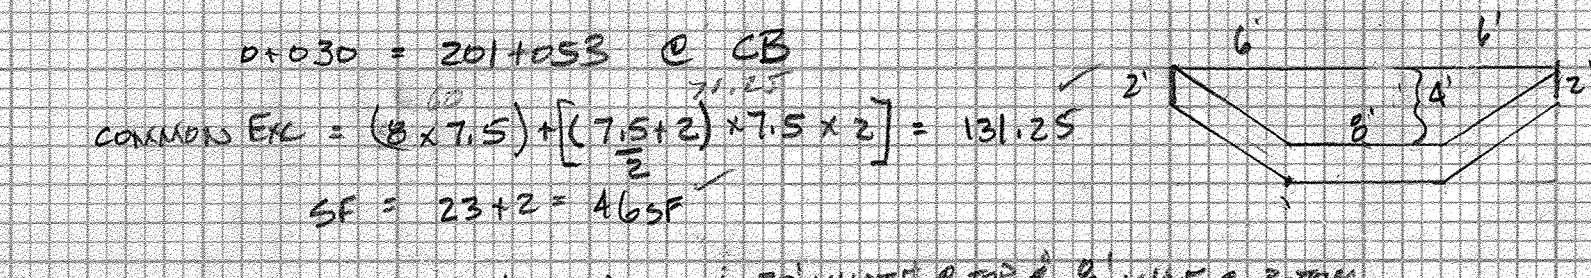 0+030 = 201+053 @ CB
6' 6'
60 71.25
2' 4' 2'
COMMON EXC = (8 x 7.5) + [(7.5+2) x 7.5 x 2] = 131.25 ✓
2
8'
SF = 23+2 = 46SF ✓